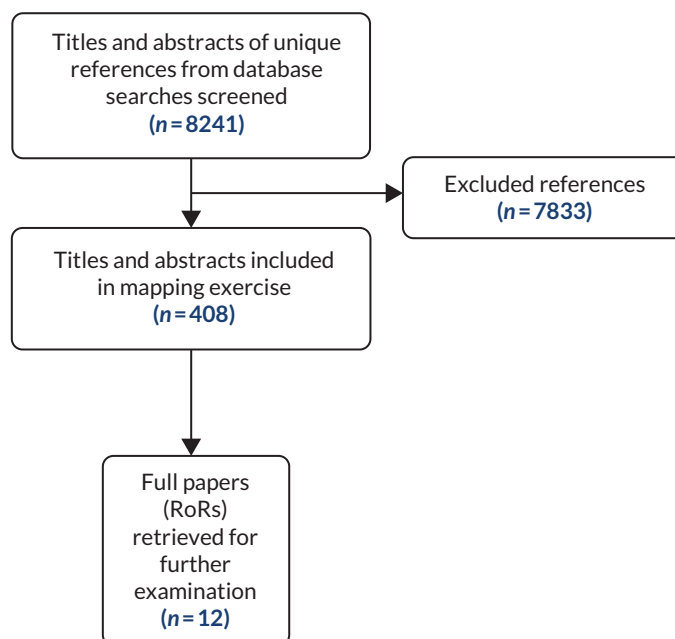 Titles and abstracts of unique
references from database
searches screened
(n=8241)
Excluded references
(n=7833)
Titles and abstracts included
in mapping exercise
(n=408)
Full papers
(RoRs)
retrieved for
further
examination
(n=12)